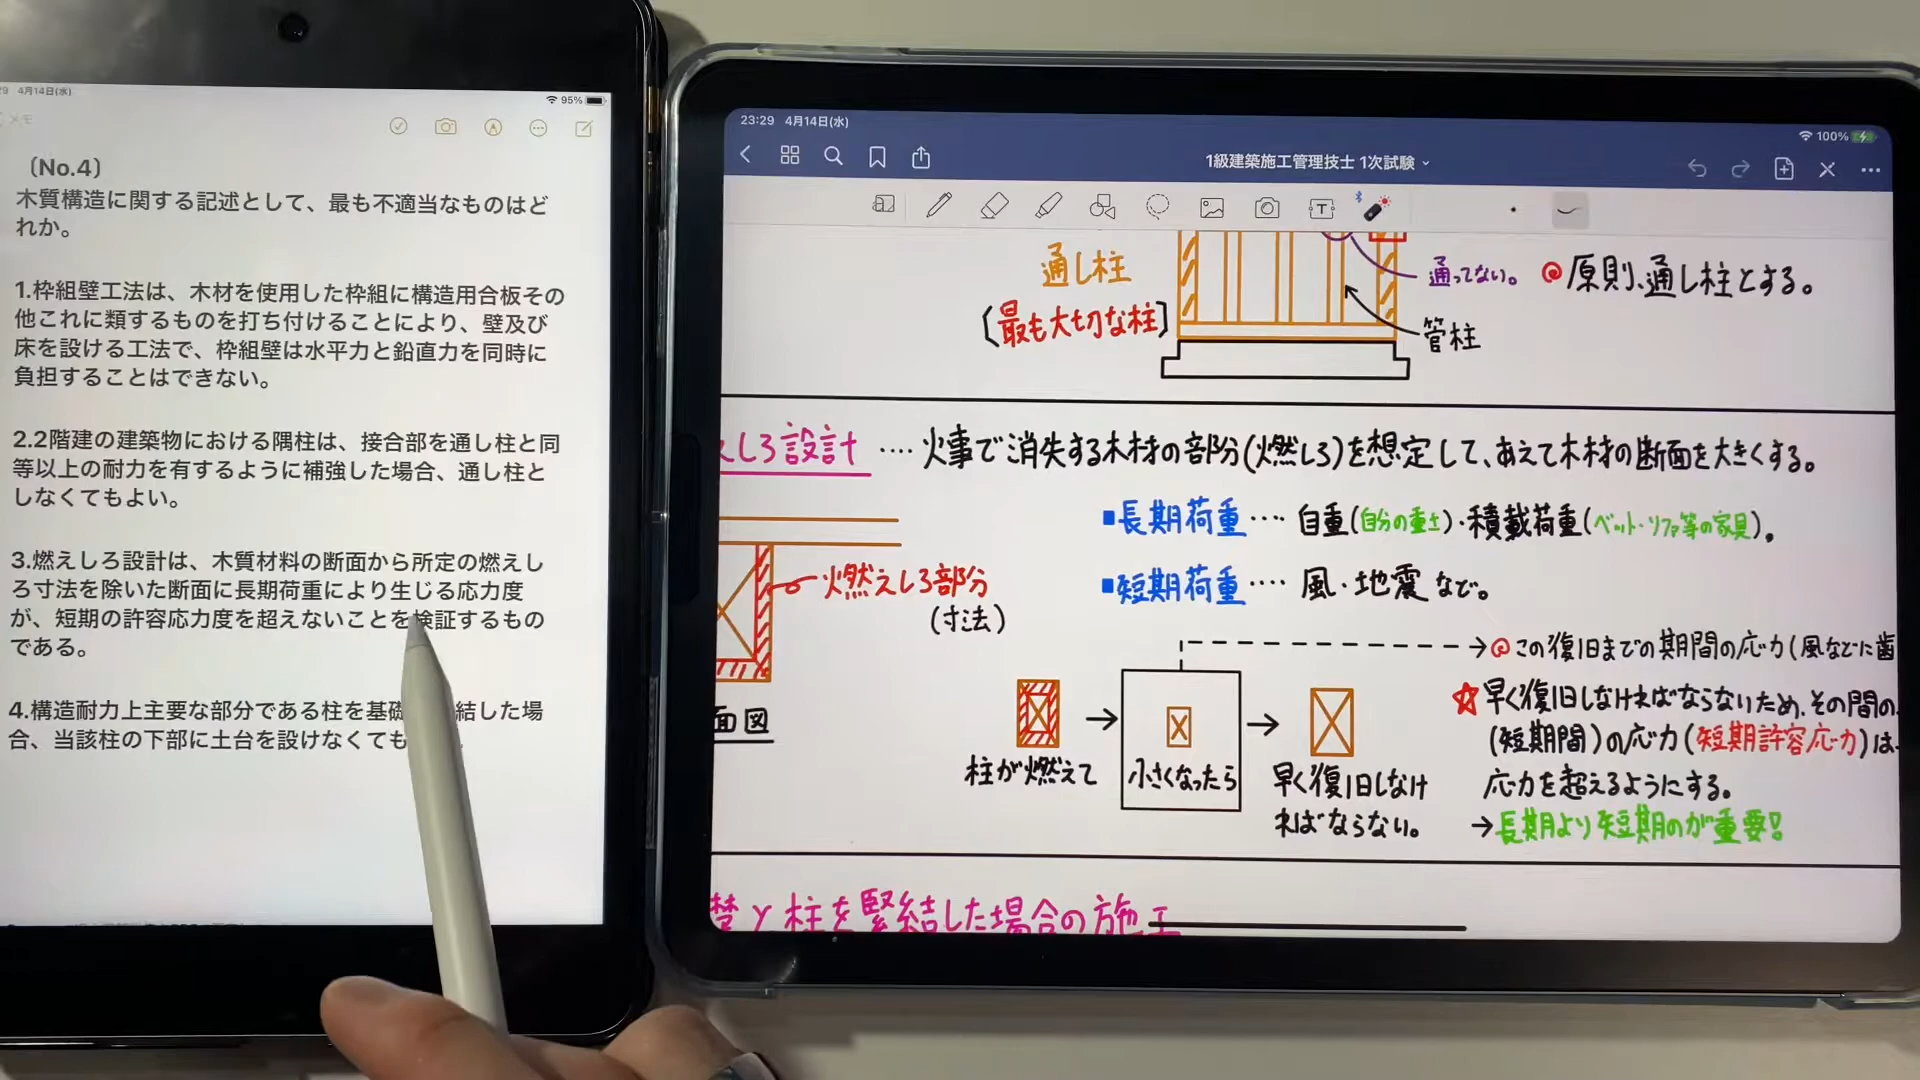 4月14日(水)
95%
メモ
〔No.4〕
木質構造に関する記述として、最も不適当なものはど
れか。
1.枠組壁工法は、木材を使用した枠組に構造用合板その
他これに類するものを打ち付けることにより、壁及び
床を設ける工法で、枠組壁は水平力と鉛直力を同時に
負担することはできない。
2.2階建の建築物における隅柱は、接合部を通し柱と同
等以上の耐力を有するように補強した場合、通し柱と
しなくてもよい。
3.燃えしろ設計は、木質材料の断面から所定の燃えし
ろ寸法を除いた断面に長期荷重により生じる応力度
が、短期の許容応力度を超えないことを検証するもの
である。
4.構造耐力上主要な部分である柱を基礎 結した場
合、当該柱の下部に土台を設けなくても
23:29 4月14日(水)
100%
1級建築施工管理技士 1次試験
通し柱
(最も大切な柱)
通ってない。
管柱
原則、通し柱とする。
えしろ設計 ‥‥ 火事で消失する木材の部分(燃しろ)を想定して、あえて木材の断面を大きくする。
■長期荷重 ‥‥ 自重(自分の重さ)・積載荷重(ベット・ソファ等の家具)。
■短期荷重 ‥‥ 風・地震など。
燃えしろ部分
(寸法)
面図
柱が燃えて
小さくなったら
早く復旧しなけ
ればならない。
この復旧までの期間の応力(風などに歯
☆早く復旧しなければならないため、その間の
(短期間)の応力(短期許容応力)は
応力を超えるようにする。
→長期より短期のが重要!
柱を緊結した場合の施工